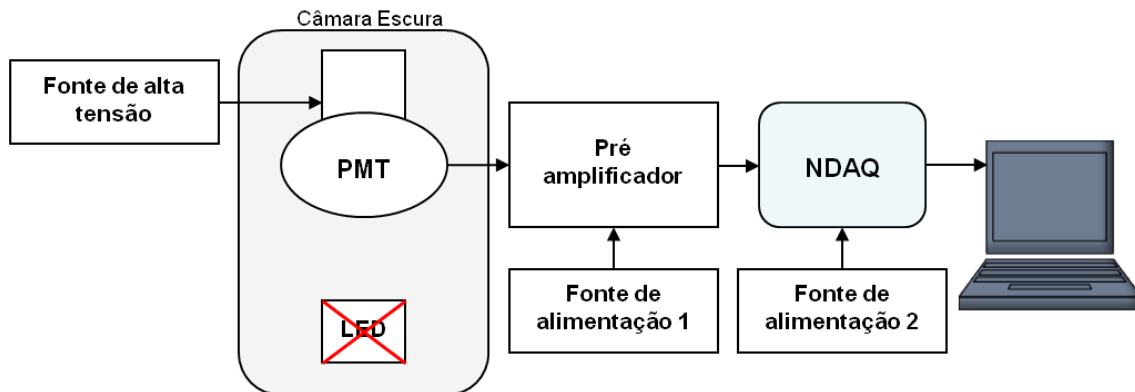 Câmara Escura
Fonte de alta
tensão
PMT
Pré
amplificador
NDAQ
LED
Fonte de
alimentação 1
Fonte de
alimentação 2